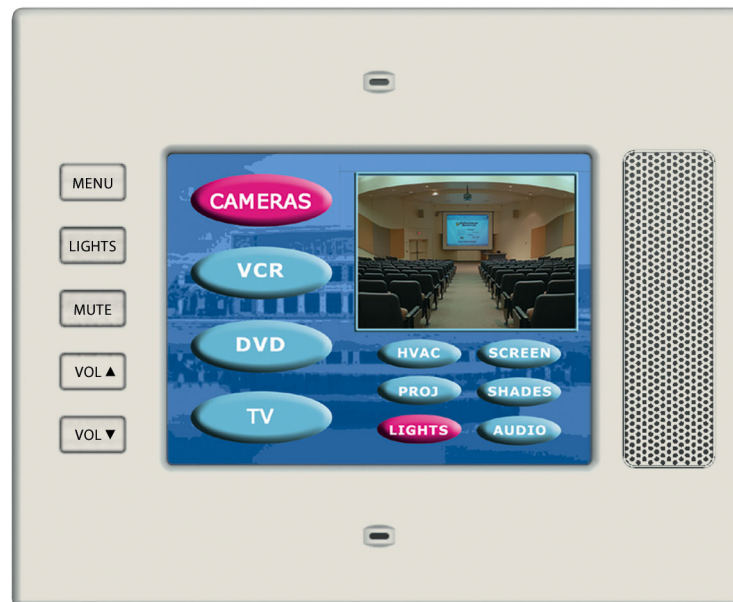 MENU
LIGHTS
MUTE
VOL ▲
VOL ▼
CAMERAS
VCR
DVD
TV
HVAC SCREEN
PROJ SHADES
LIGHTS AUDIO